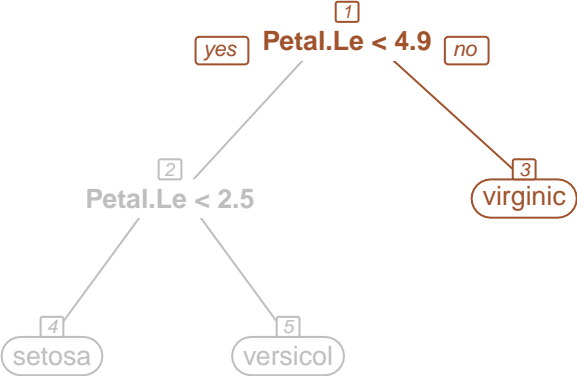 1
yes Petal.Le < 4.9 no
2
3
Petal.Le < 2.5
virginic
4
5
setosa
versicol